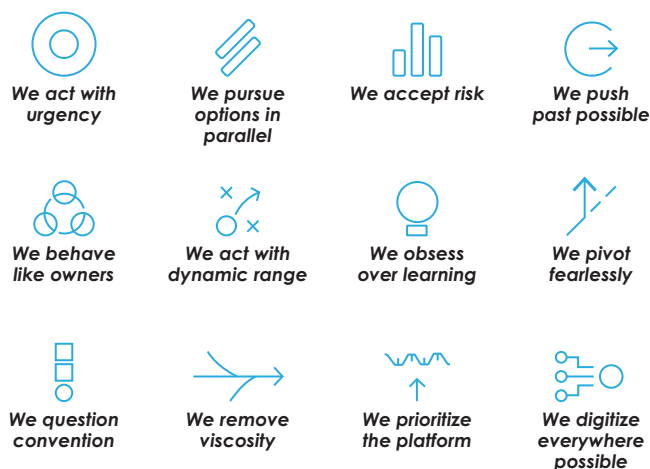 We act with
urgency
We pursue
options in
parallel
We accept risk
We push
past possible
We behave
like owners
We act with
dynamic range
We obsess
over learning
We pivot
fearlessly
We question
convention
We remove
viscosity
We prioritize
the platform
We digitize
everywhere
possible